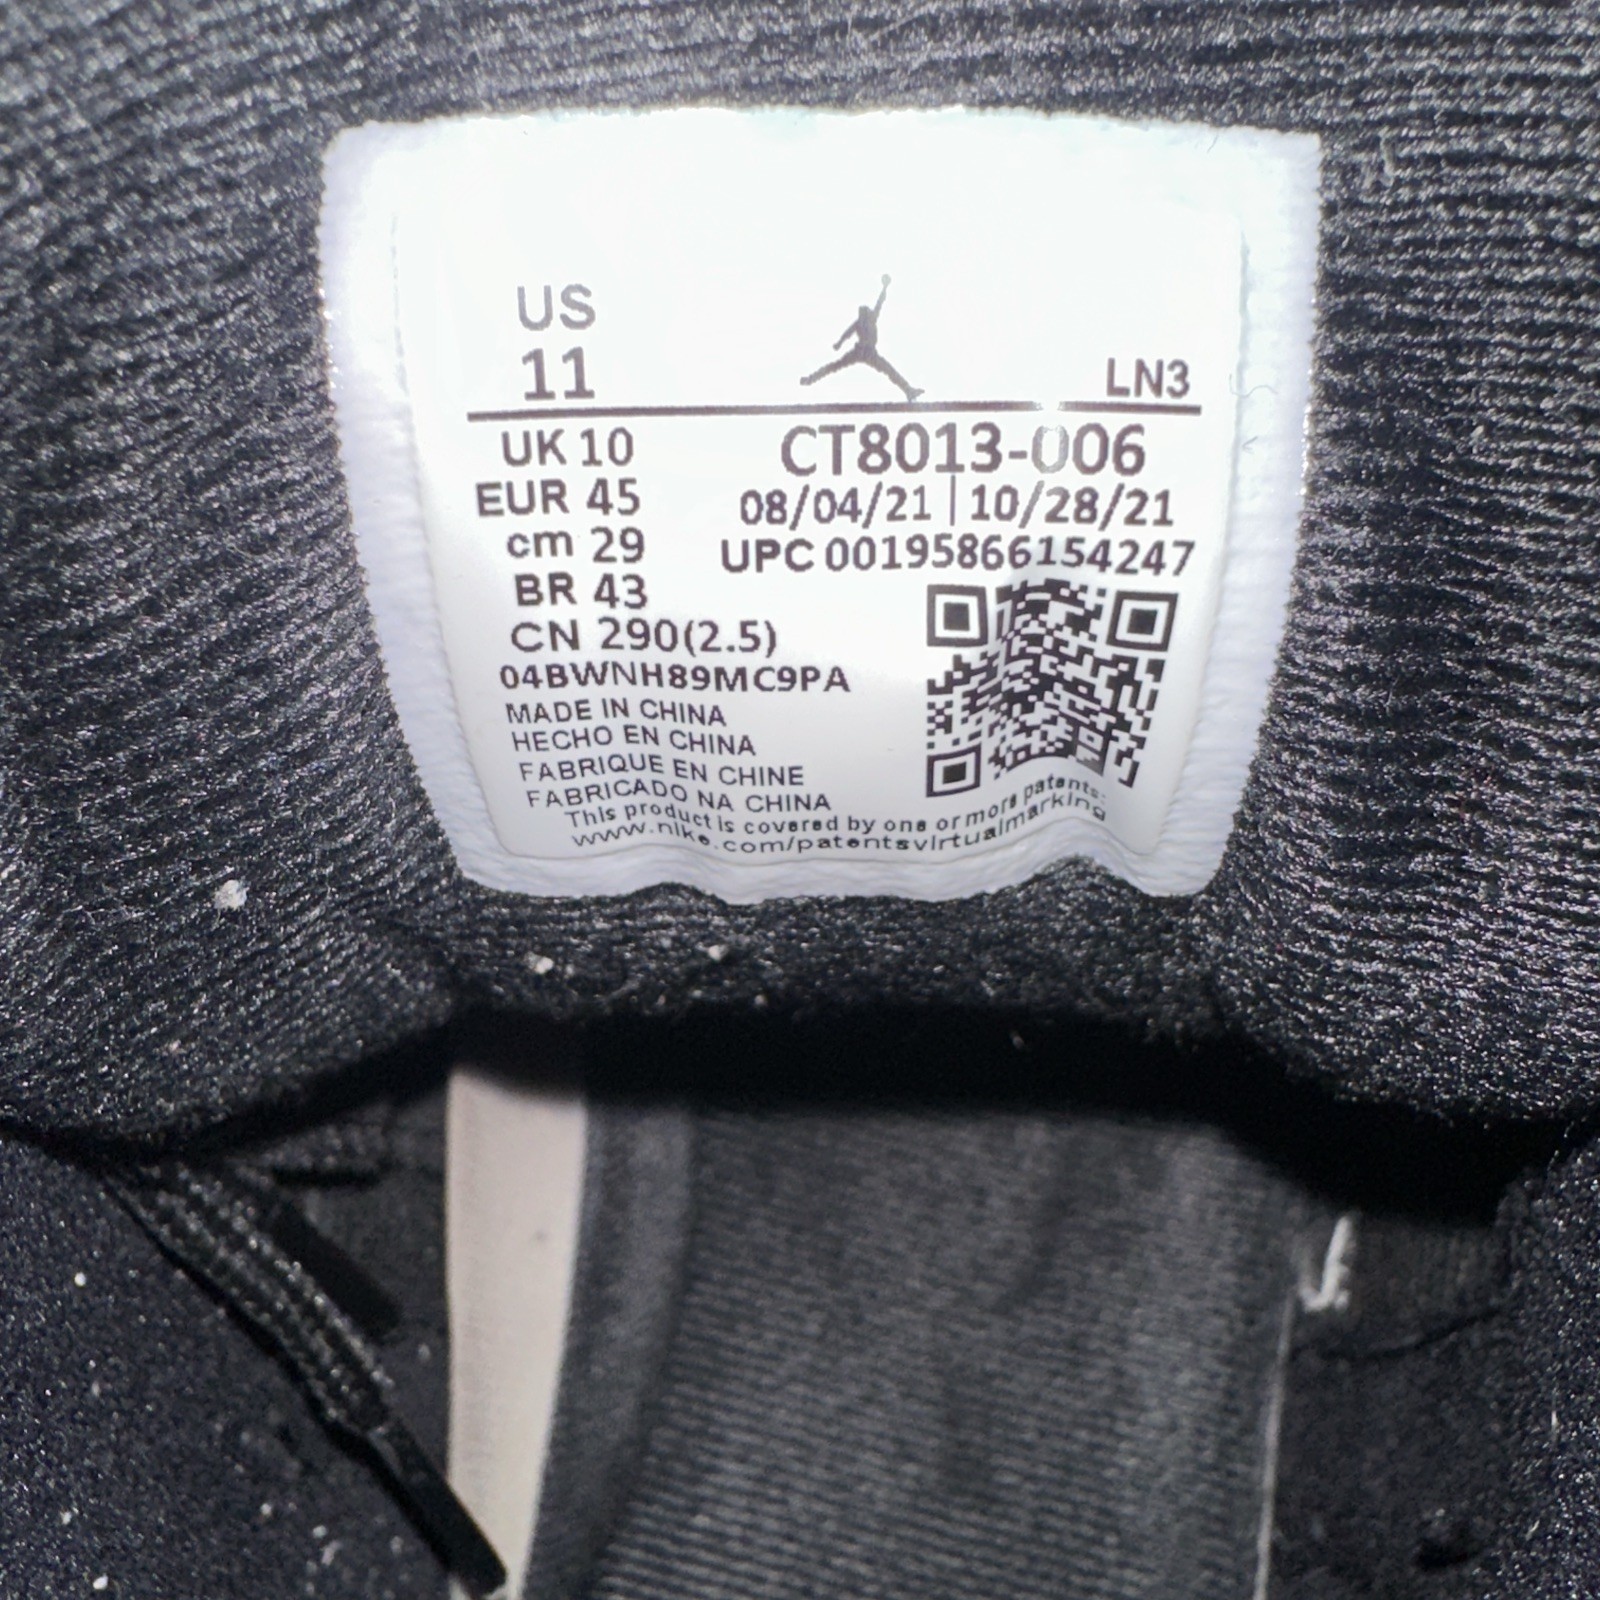 US
11
LN3
UK 10
CT8013-006
EUR 45
08/04/21 | 10/28/21
cm 29
UPC 00195866154247
BR 43
CN 290(2.5)
04BWNH89MC9PA
MADE IN CHINA
HECHO EN CHINA
FABRIQUE EN CHINE
FABRICADO NA CHINA
This product is covered by one or more patents:
www.nike.com/patentsvirtualmarking